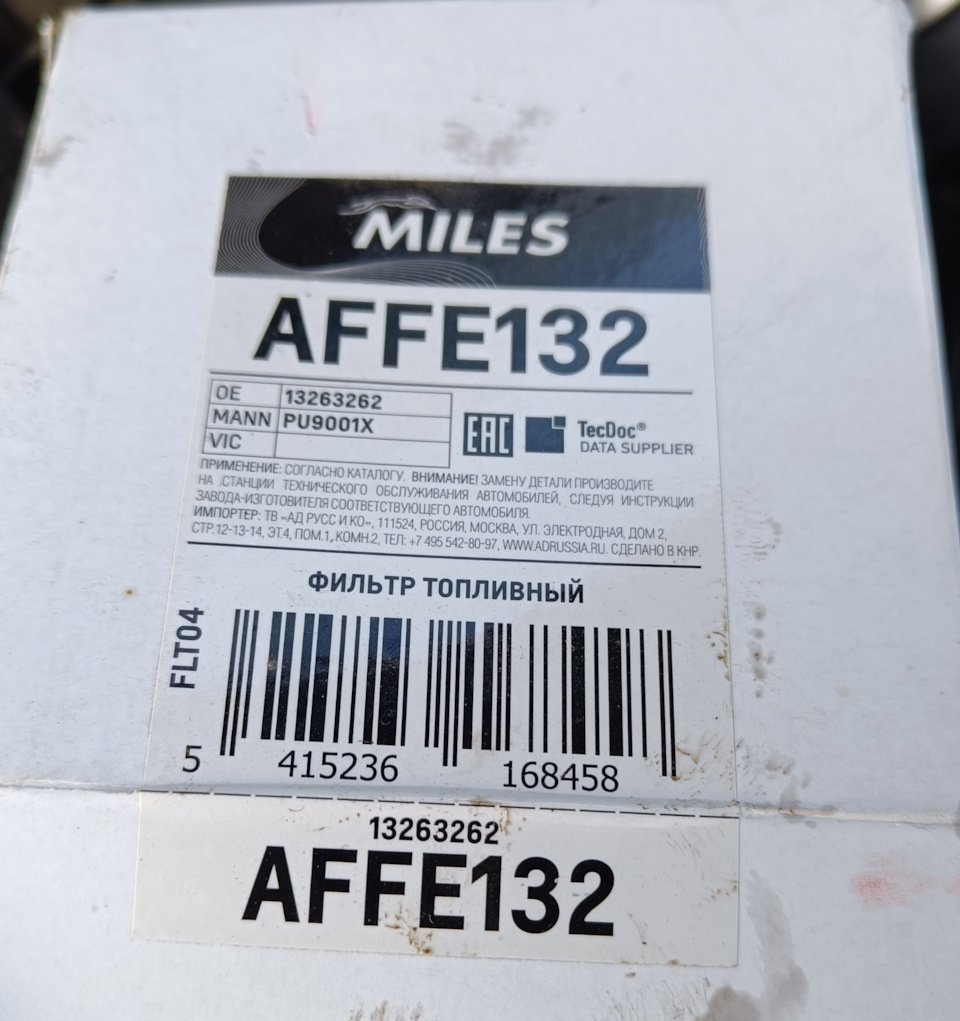 MILES
AFFE132
OE 13263262
MANN PU9001X
VIC
EAC
TecDoc®
DATA SUPPLIER
ПРИМЕНЕНИЕ: СОГЛАСНО КАТАЛОГУ. ВНИМАНИЕ! ЗАМЕНУ ДЕТАЛИ ПРОИЗВОДИТЕ
НА СТАНЦИИ ТЕХНИЧЕСКОГО ОБСЛУЖИВАНИЯ АВТОМОБИЛЕЙ, СЛЕДУЯ ИНСТРУКЦИИ
ЗАВОДА-ИЗГОТОВИТЕЛЯ СООТВЕТСТВУЮЩЕГО АВТОМОБИЛЯ.
ИМПОРТЕР: ТВ «АД РУСС И КО», 111524, РОССИЯ, МОСКВА, УЛ. ЭЛЕКТРОДНАЯ, ДОМ 2,
СТР.12-13-14, ЭТ.4, ПОМ.1, КОМН.2, ТЕЛ: +7 495 542-80-97, WWW.ADRUSSIA.RU. СДЕЛАНО В КНР.
ФИЛЬТР ТОПЛИВНЫЙ
FLT04
5 415236 168458
13263262
AFFE132